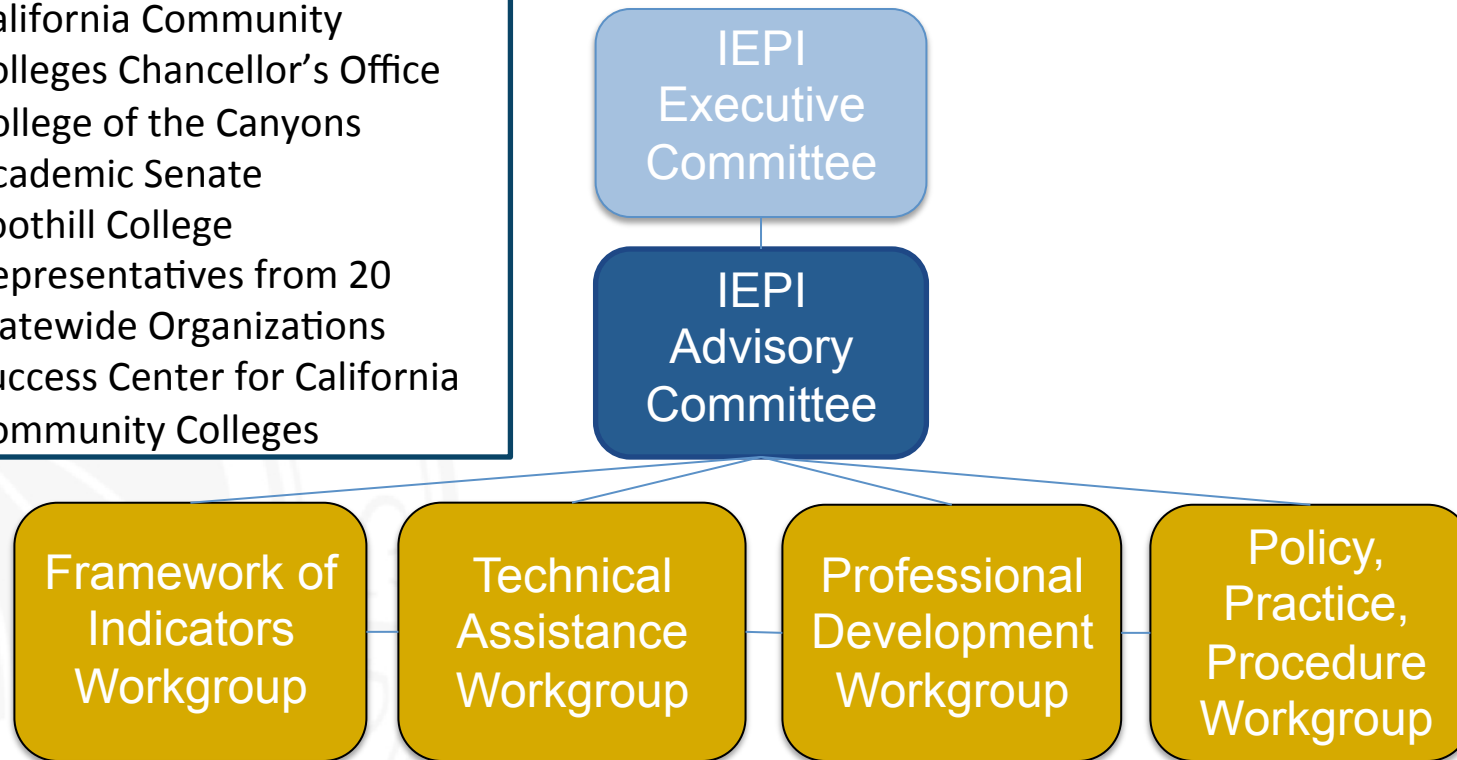 alifornia Community
olleges Chancellor’s Office
ollege of the Canyons
cademic Senate
oothill College
epresentatives from 20
atewide Organizations
uccess Center for California
ommunity Colleges
IEPI
Executive
Committee
IEPI
Advisory
Committee
Framework of
Indicators
Workgroup
Technical
Assistance
Workgroup
Professional
Development
Workgroup
Policy,
Practice,
Procedure
Workgroup